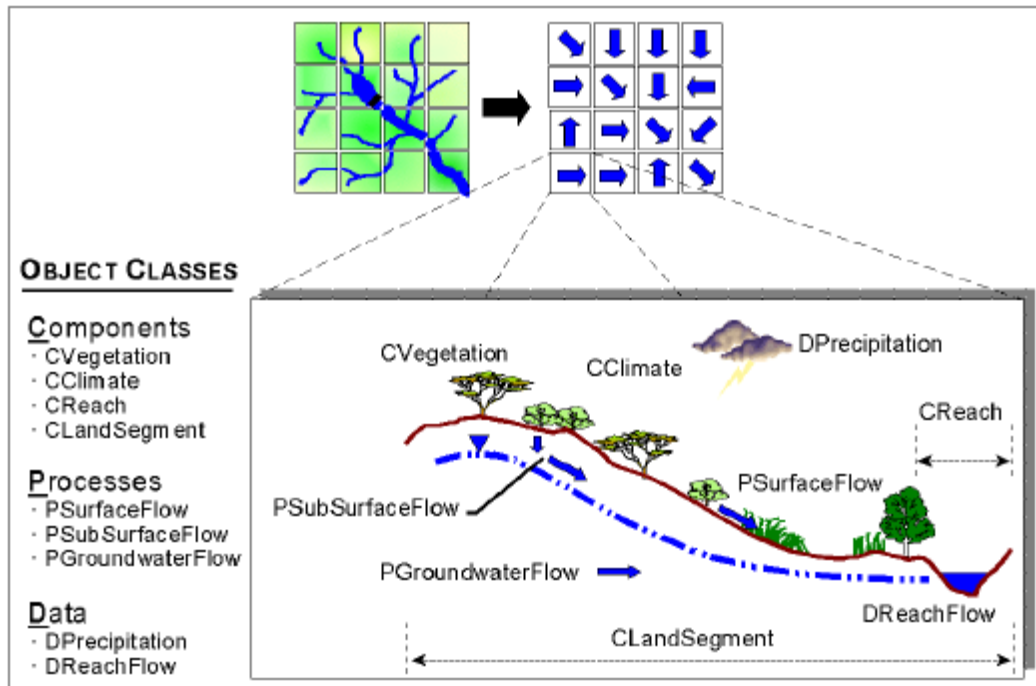 OBJECT CLASSES
Components
· CVegetation
· CClimate
· CReach
· CLandSegment
Processes
· PSurfaceFlow
· PSubSurfaceFlow
· PGroundwaterFlow
Data
· DPrecipitation
· DReachFlow
CVegetation
CClimate
DPrecipitation
CReach
PSubSurfaceFlow
PSurfaceFlow
PGroundwaterFlow
DReachFlow
CLandSegment